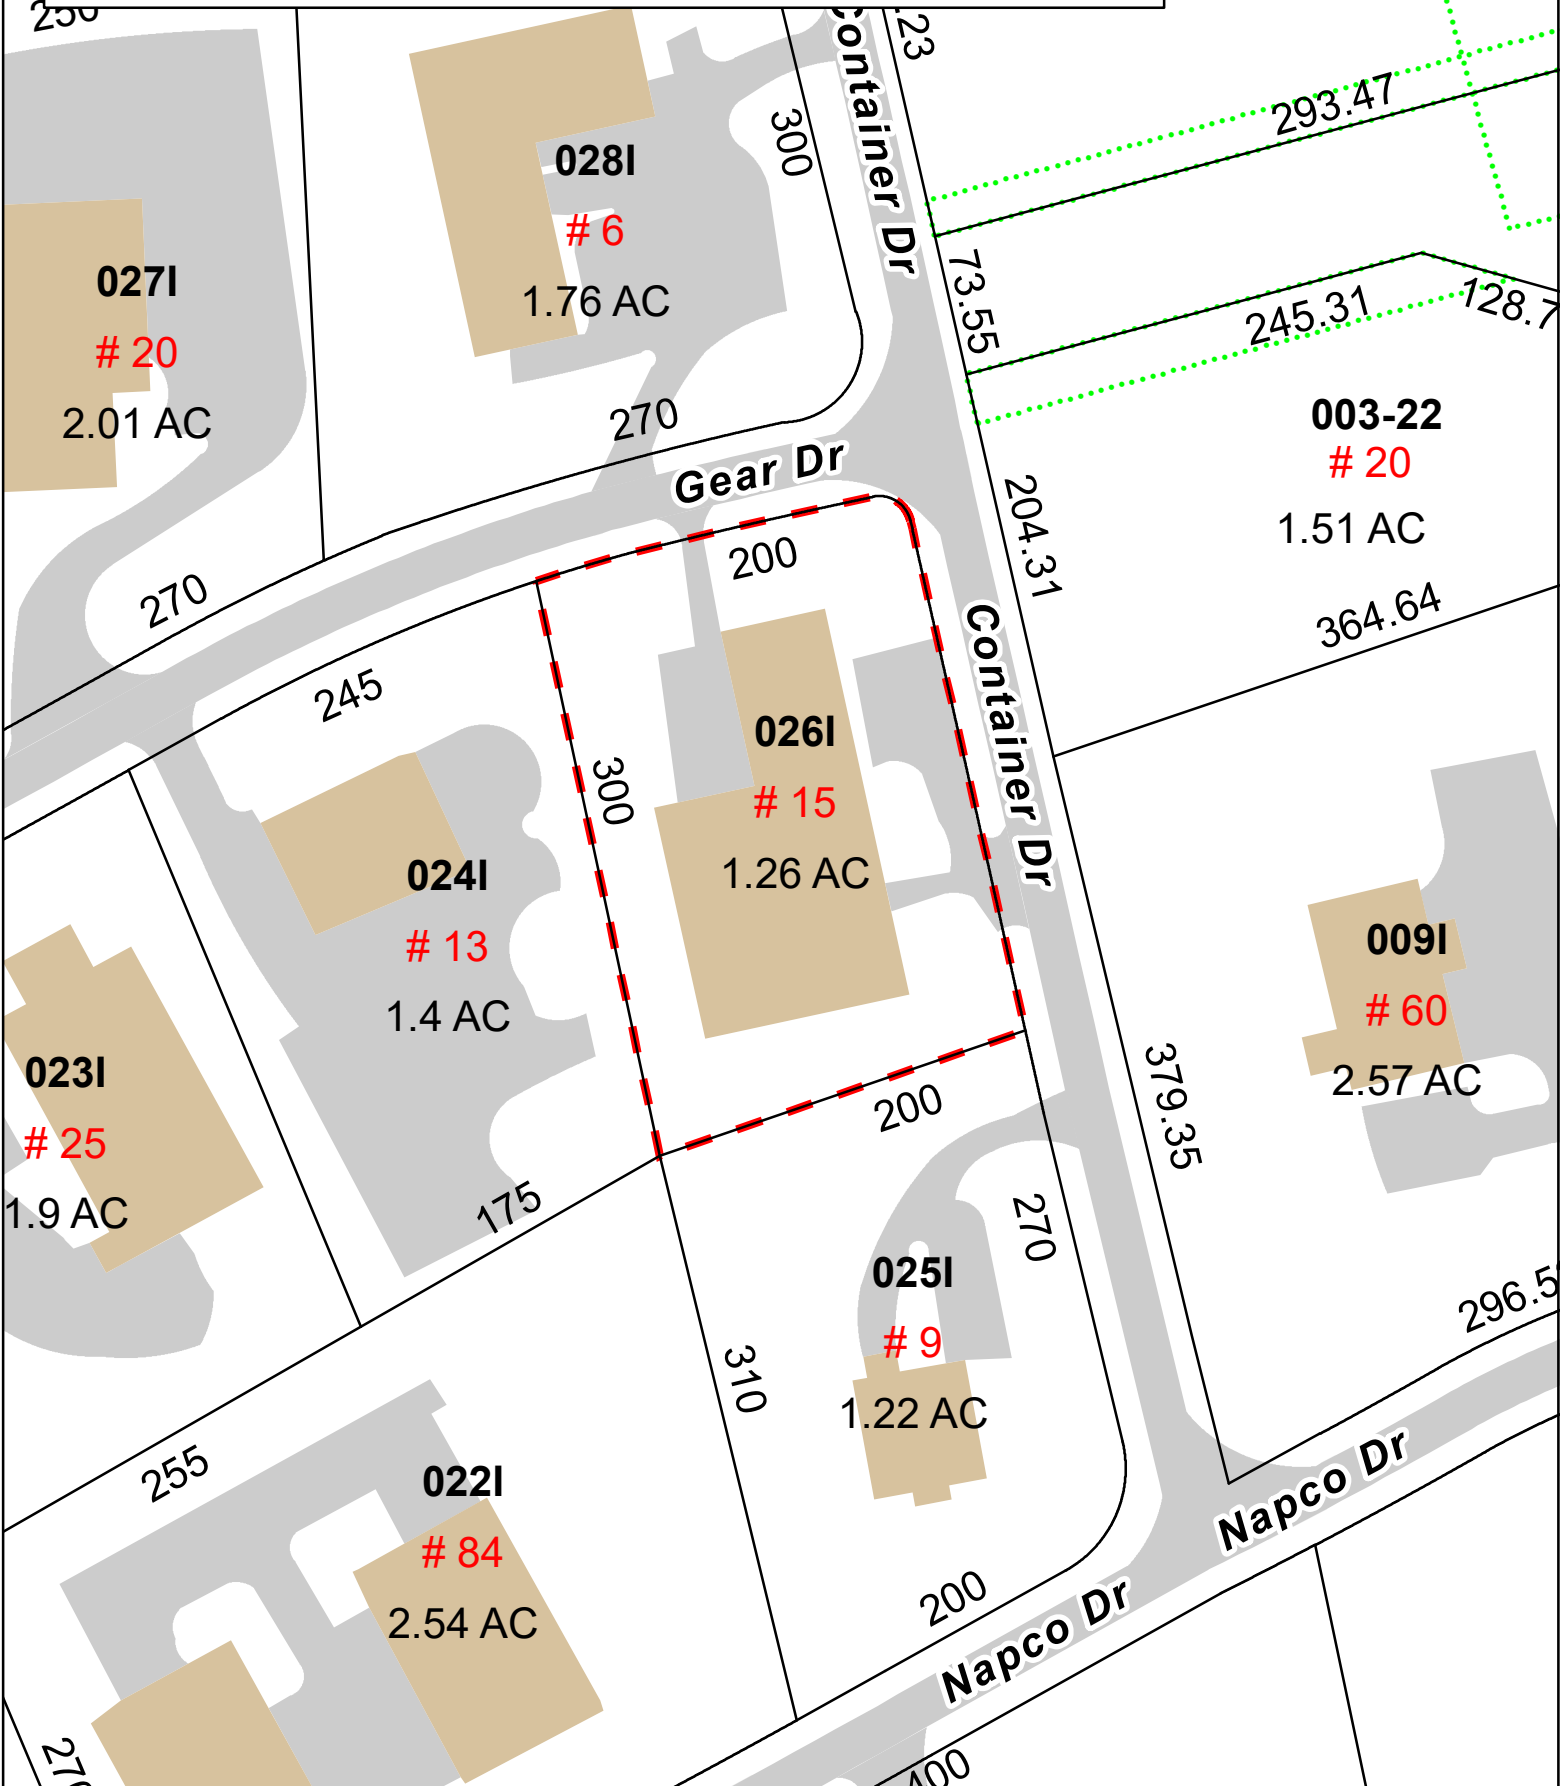 Container Dr
300
293.47
028I
# 6
1.76 AC
027I
# 20
2.01 AC
73.55
245.31
270
003-22
# 20
1.51 AC
Gear Dr
204.31
200
270
364.64
245
Container Dr
300
026I
# 15
1.26 AC
024I
# 13
1.4 AC
009I
# 60
2.57 AC
023I
# 25
1.9 AC
200
379.35
175
270
025I
# 9
1.22 AC
310
255
022I
# 84
2.54 AC
Napco Dr
200
Napco Dr